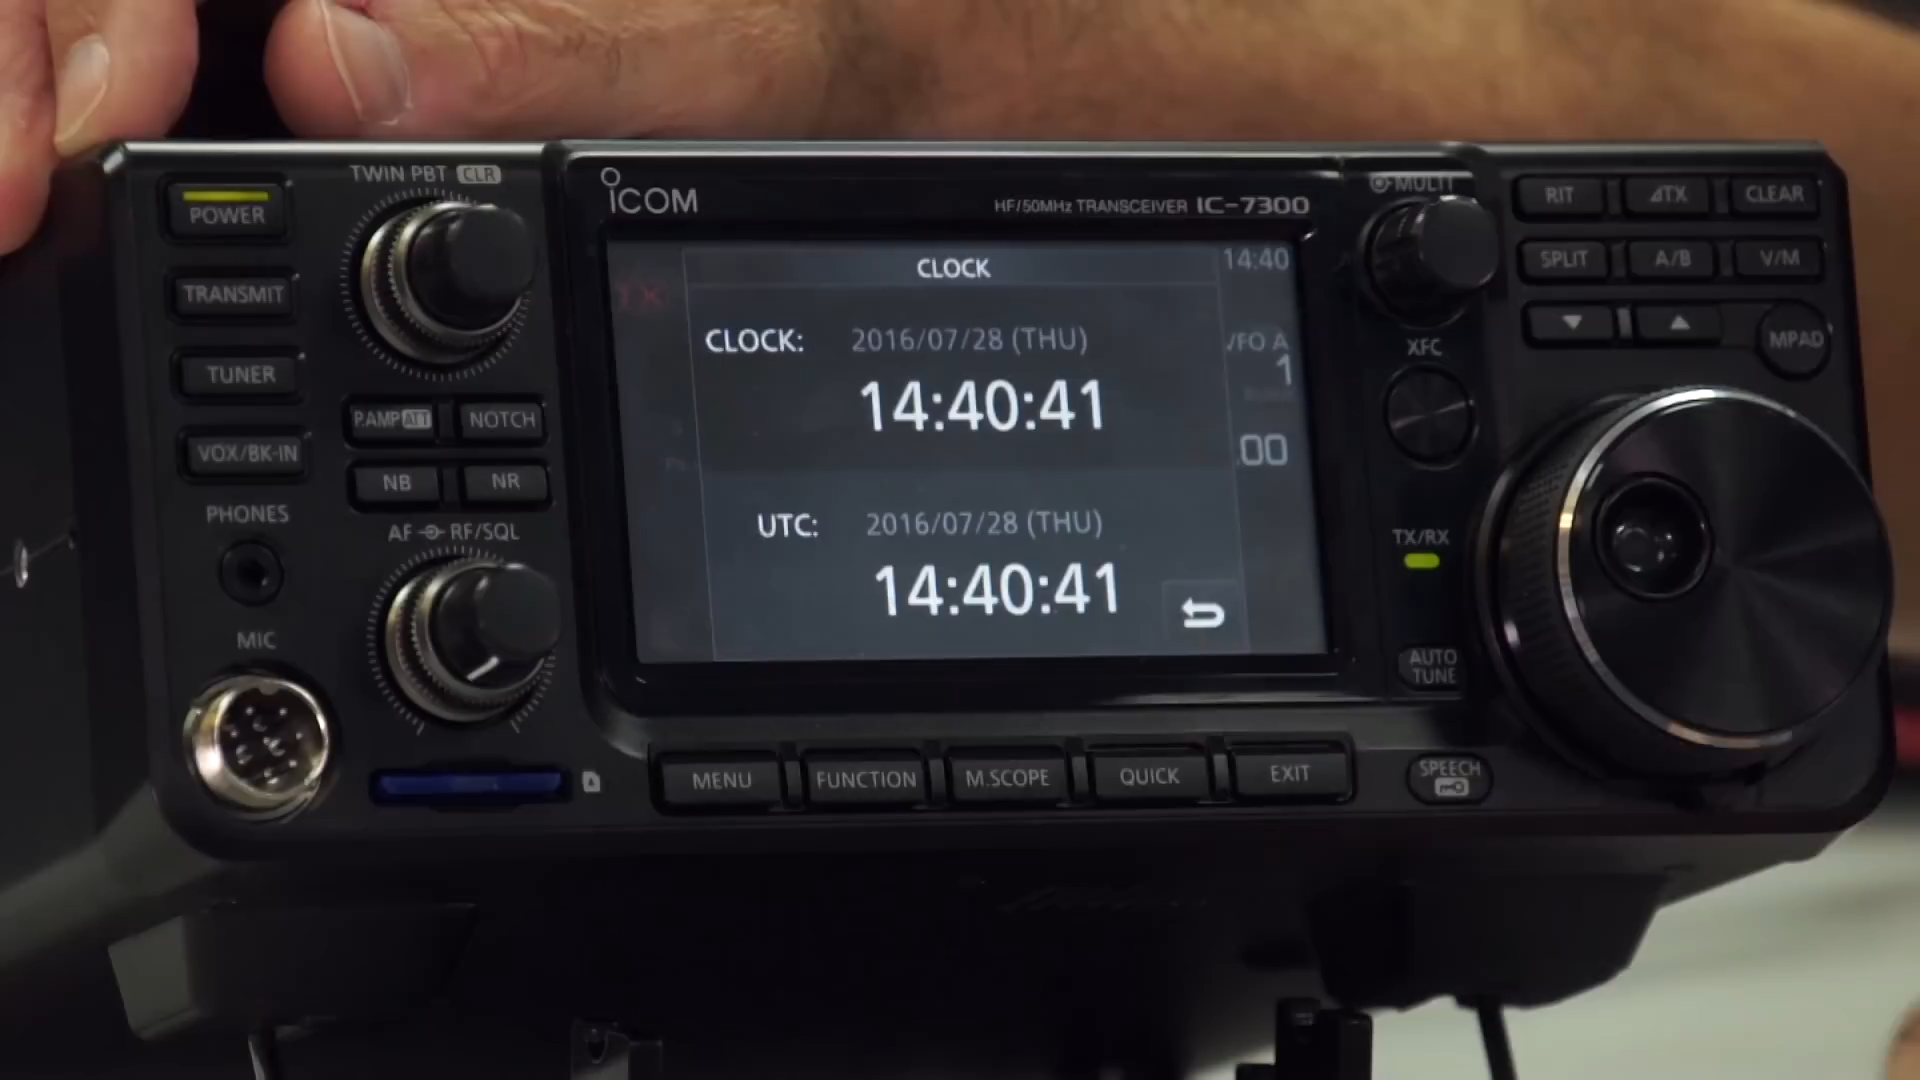 TWIN PBT CLR
POWER
TRANSMIT
TUNER
VOX/BK-IN
P.AMP ATT
NOTCH
NB
NR
PHONES
AF RF/SQL
MIC
ICOM
HF/50MHz TRANSCEIVER IC-7300
CLOCK
14:40
TX
CLOCK: 2016/07/28 (THU)
14:40:41
VFO A
1
.00
UTC: 2016/07/28 (THU)
14:40:41
MENU
FUNCTION
M.SCOPE
QUICK
EXIT
MULTI
RIT
⊿TX
CLEAR
SPLIT
A/B
V/M
MPAD
XFC
TX/RX
AUTO
TUNE
SPEECH